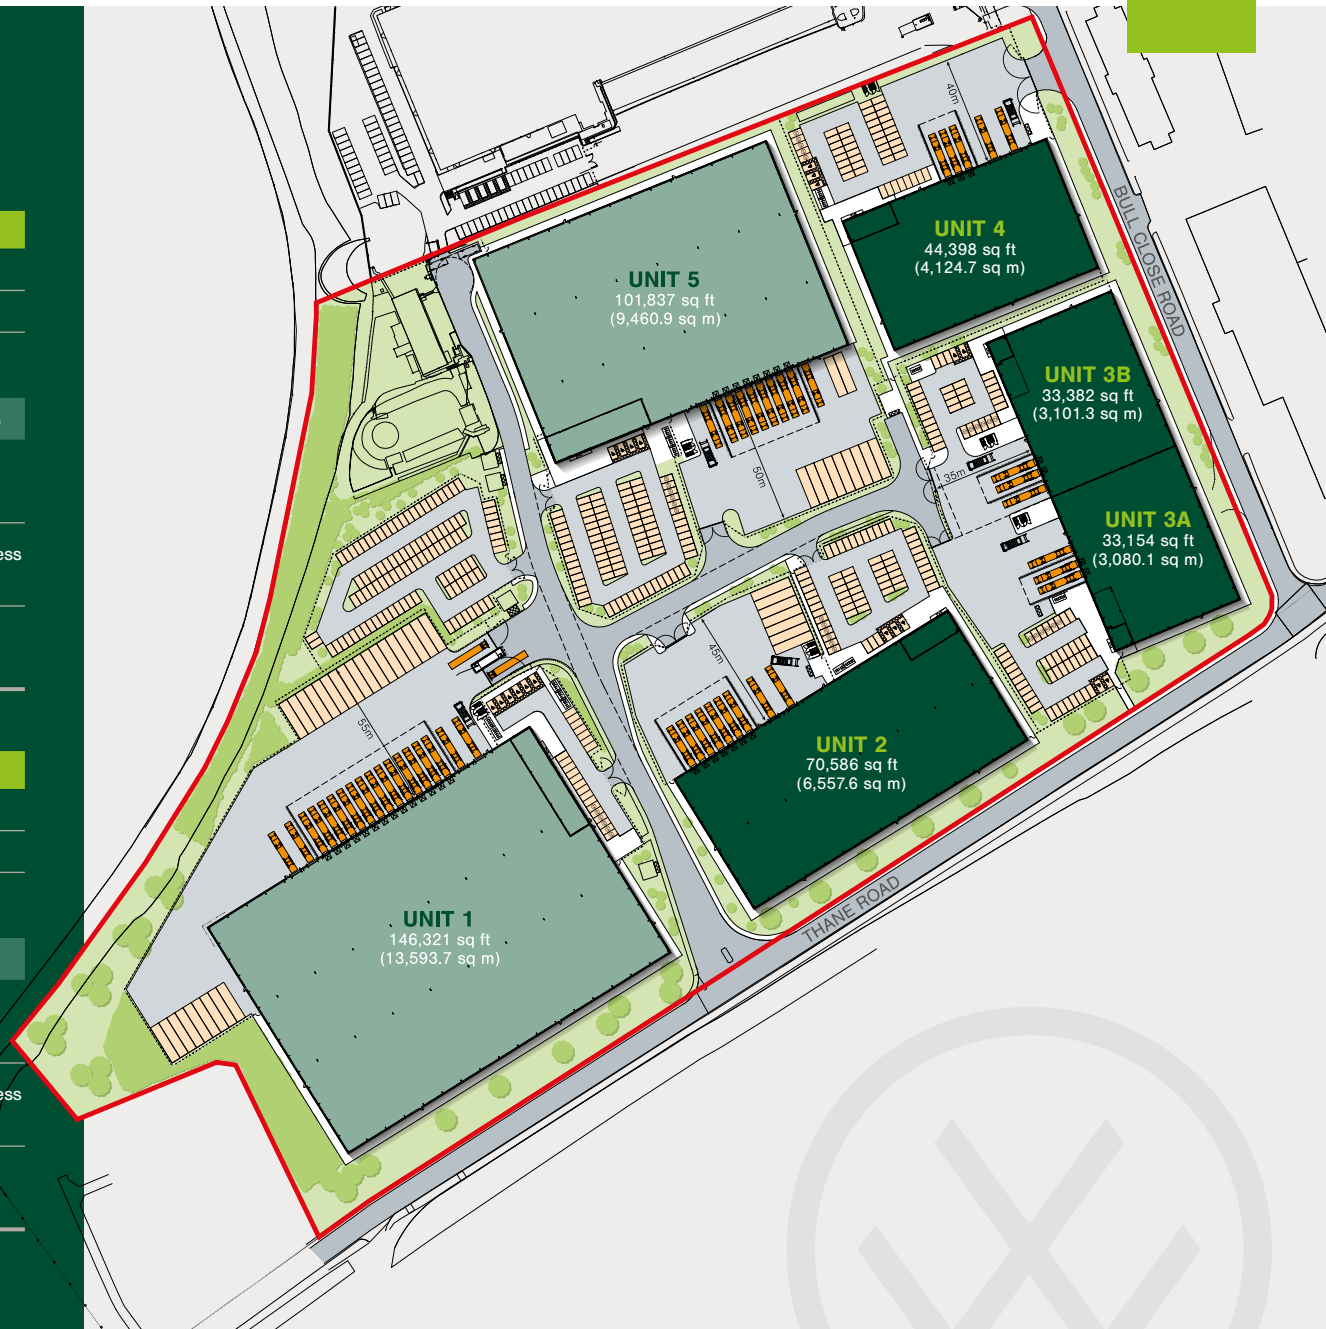 40m
BULL CLOSE ROAD
UNIT 4
44,398 sq ft
(4,124.7 sq m)
UNIT 5
101,837 sq ft
(9,460.9 sq m)
UNIT 3B
33,382 sq ft
(3,101.3 sq m)
50m
35m
UNIT 3A
33,154 sq ft
(3,080.1 sq m)
ess
45m
55m
UNIT 2
70,586 sq ft
(6,557.6 sq m)
THANE ROAD
UNIT 1
146,321 sq ft
(13,593.7 sq m)
ess